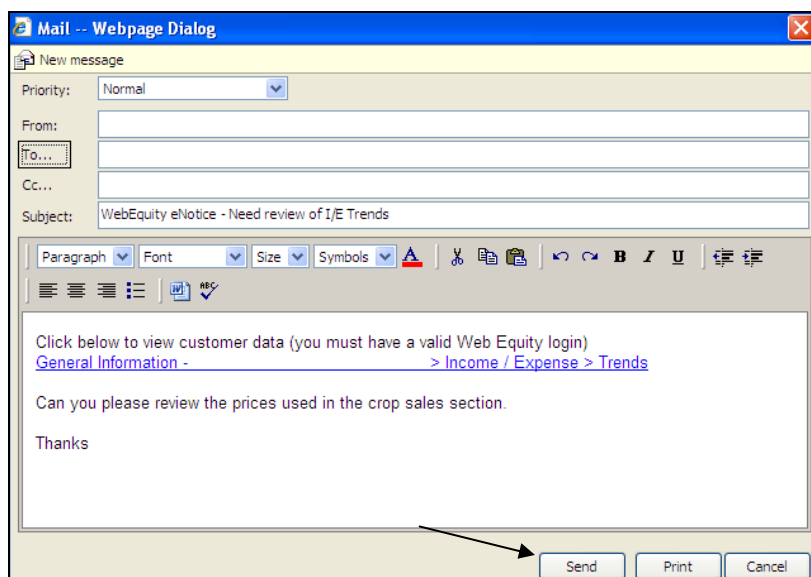 Mail -- Webpage Dialog
New message
Priority: Normal
From:
To...
Cc...
Subject: WebEquity eNotice - Need review of I/E Trends
Paragraph Font Size Symbols A B I U
ABC
Click below to view customer data (you must have a valid Web Equity login)
General Information - > Income / Expense > Trends
Can you please review the prices used in the crop sales section.
Thanks
Send Print Cancel